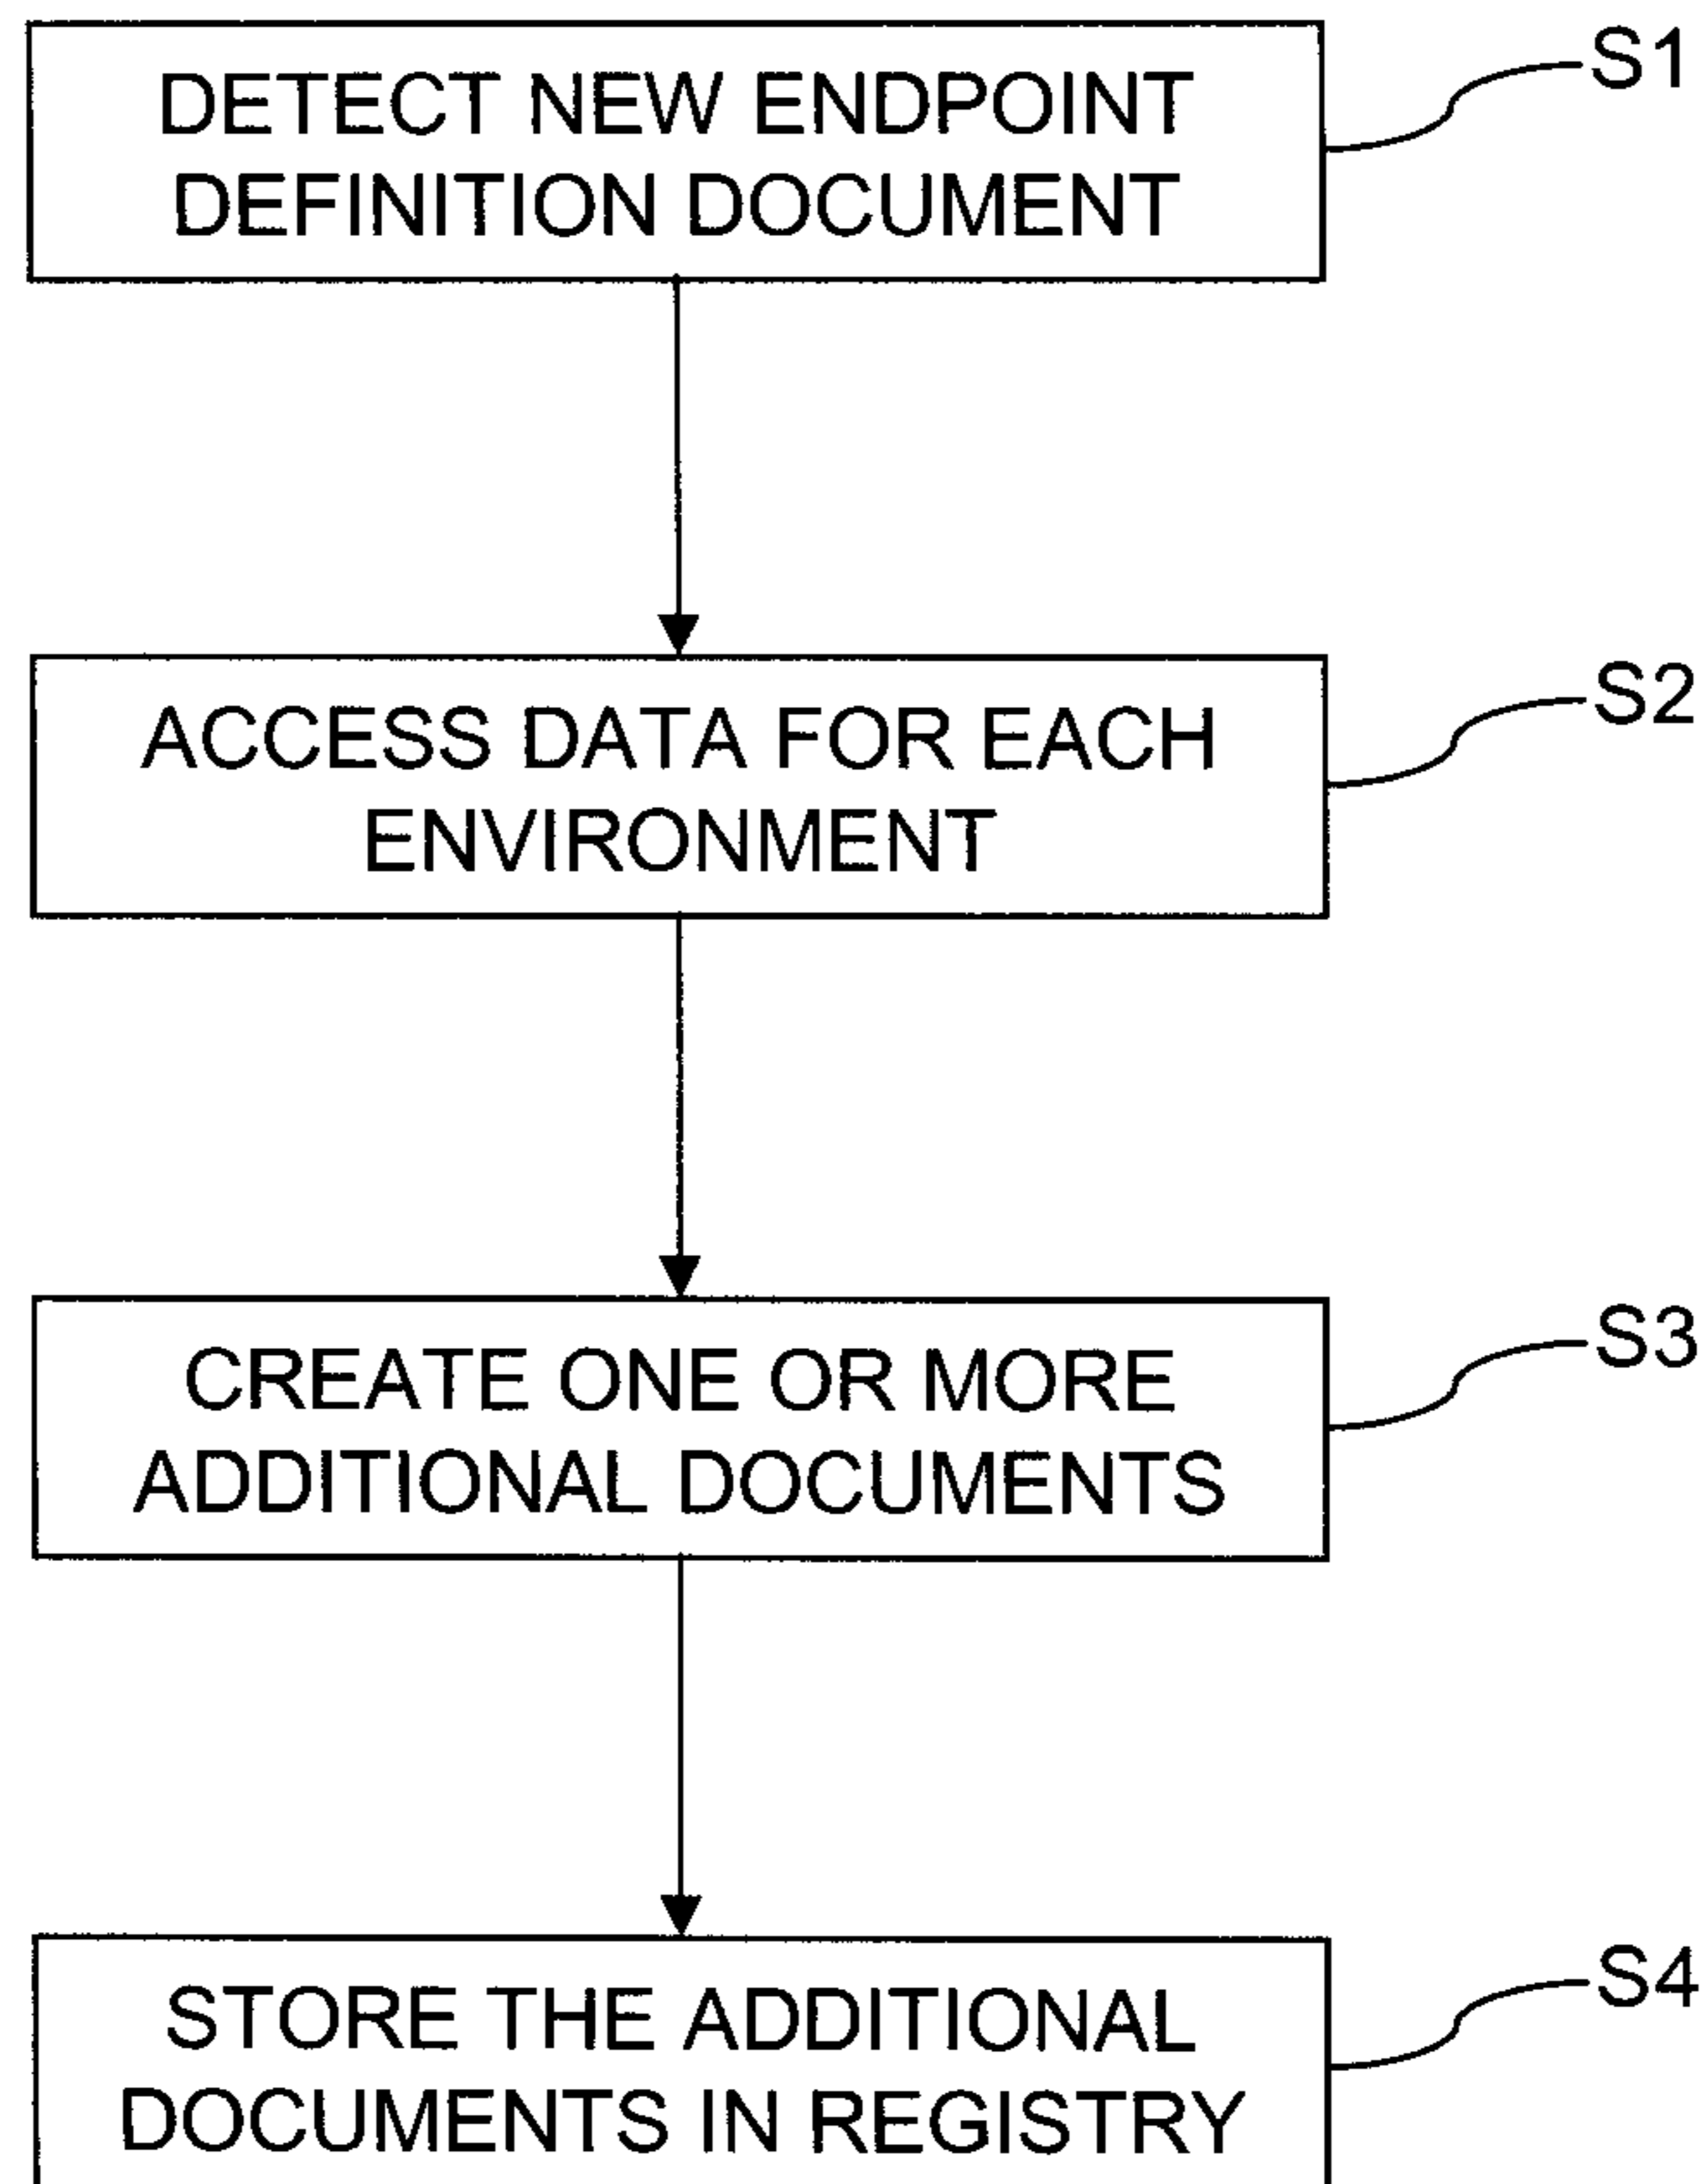 DETECT NEW ENDPOINT
DEFINITION DOCUMENT
S1
ACCESS DATA FOR EACH
ENVIRONMENT
S2
CREATE ONE OR MORE
ADDITIONAL DOCUMENTS
S3
STORE THE ADDITIONAL
DOCUMENTS IN REGISTRY
S4